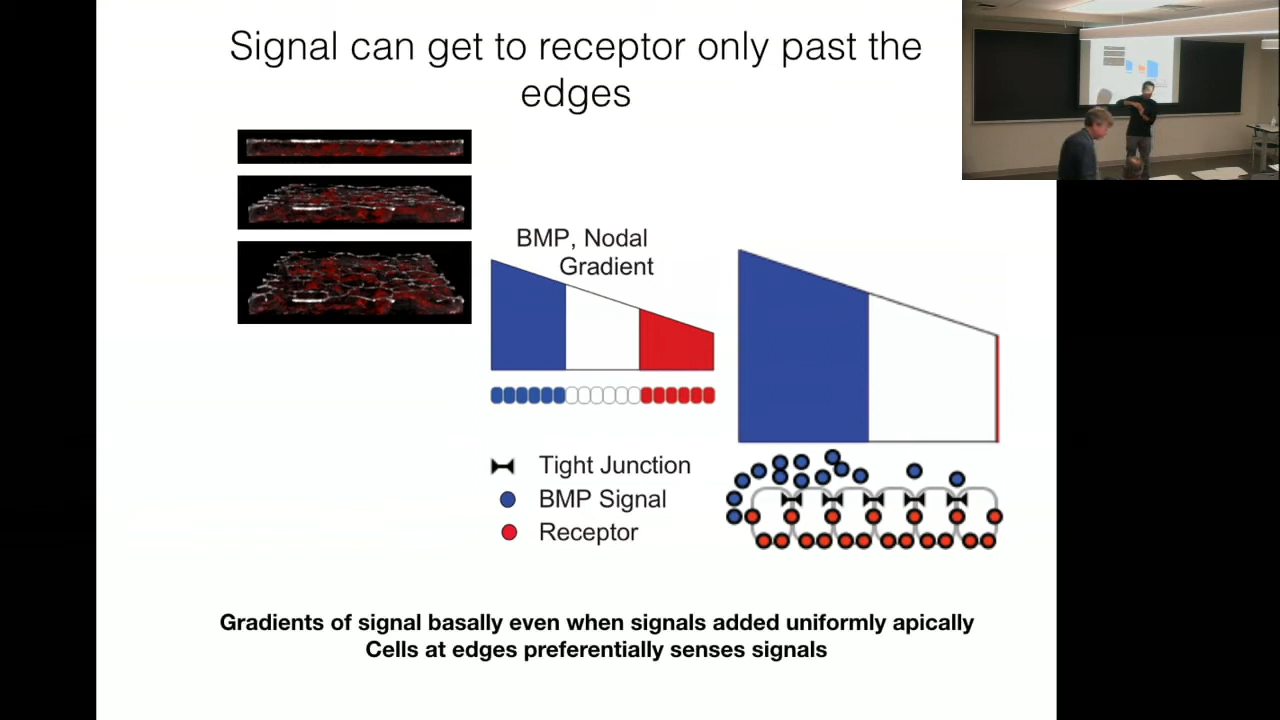 Signal can get to receptor only past the
edges
BMP, Nodal
Gradient
Tight Junction
BMP Signal
Receptor
Gradients of signal basally even when signals added uniformly apically
Cells at edges preferentially senses signals